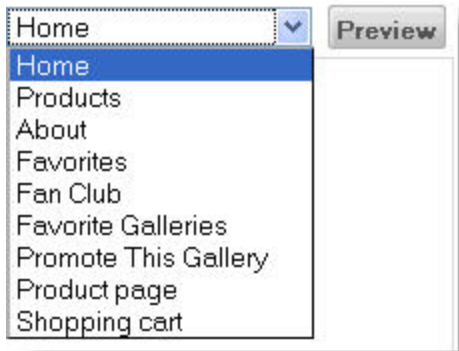 Home Preview
Home
Products
About
Favorites
Fan Club
Favorite Galleries
Promote This Gallery
Product page
Shopping cart